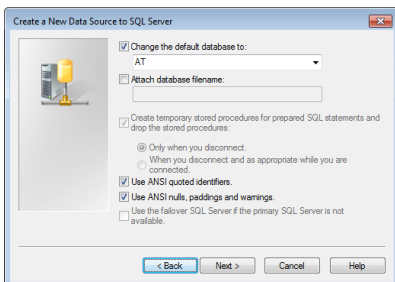 Create a New Data Source to SQL Server
Change the default database to:
AT
Attach database filename:
Create temporary stored procedures for prepared SQL statements and
drop the stored procedures:
Only when you disconnect.
When you disconnect and as appropriate while you are
connected.
Use ANSI quoted identifiers.
Use ANSI nulls, paddings and warnings.
Use the failover SQL Server if the primary SQL Server is not
available.
< Back
Next >
Cancel
Help